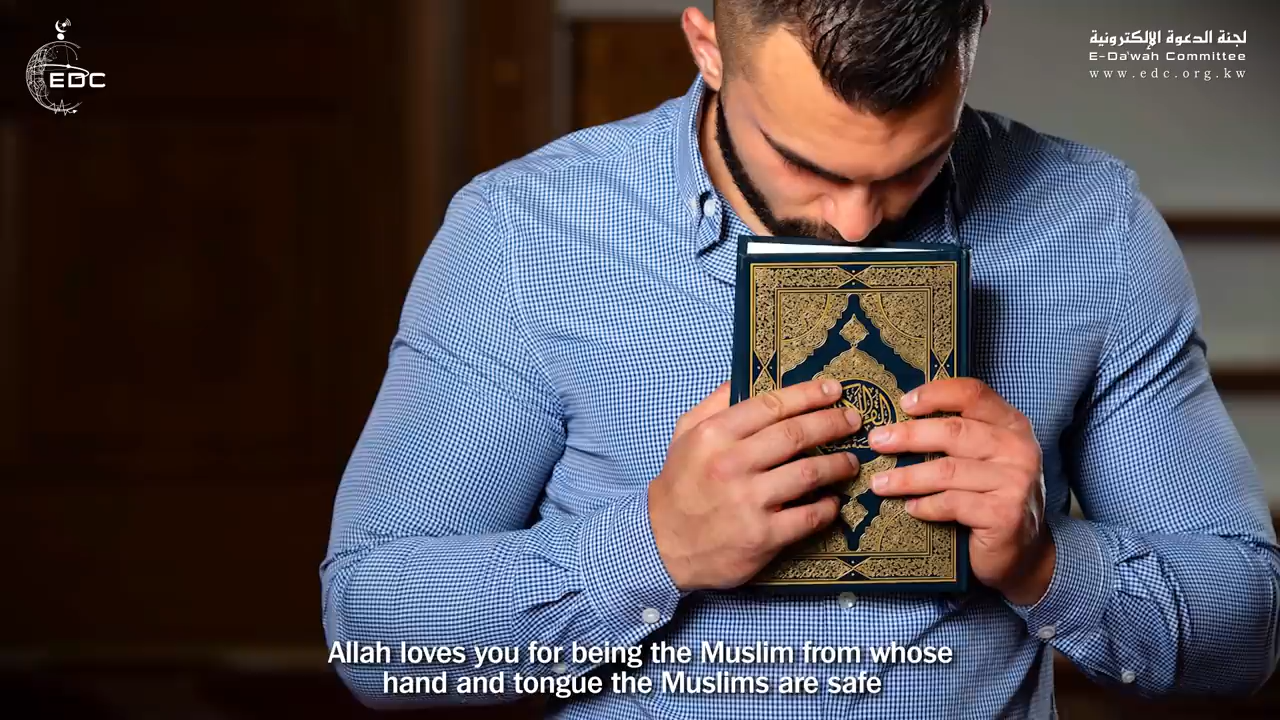 EDC
لجنة الدعوة الإلكترونية
E-Da'wah Committee
www.edc.org.kw
Allah loves you for being the Muslim from whose
hand and tongue the Muslims are safe